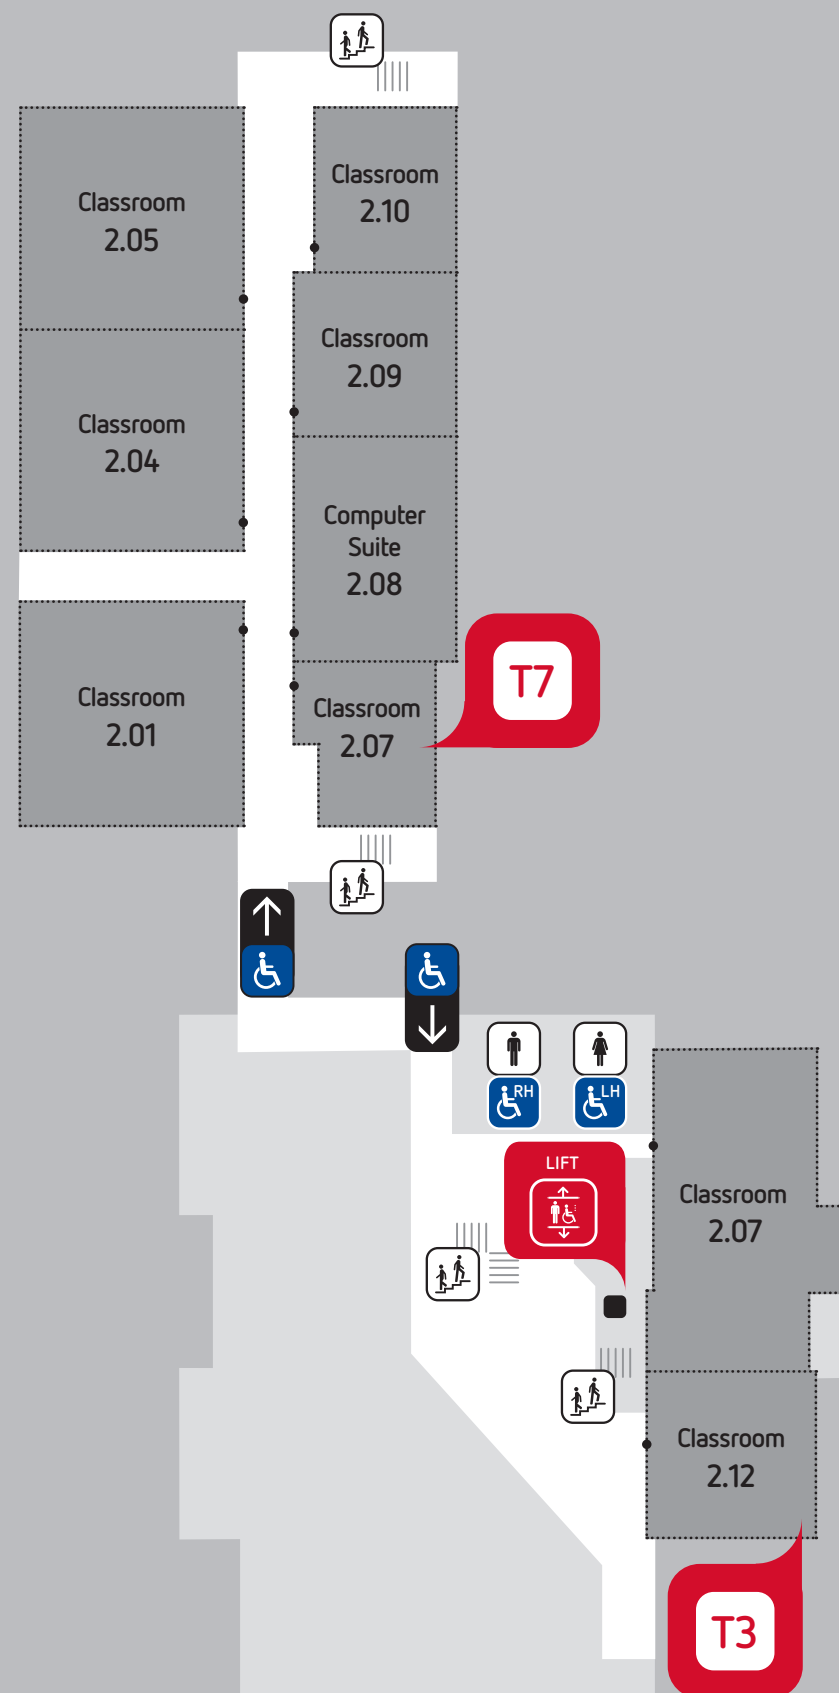 Classroom
2.05
Classroom
2.10
Classroom
2.09
Classroom
2.04
Computer
Suite
2.08
T7
Classroom
2.01
Classroom
2.07
RH
LH
LIFT
Classroom
2.07
Classroom
2.12
T3